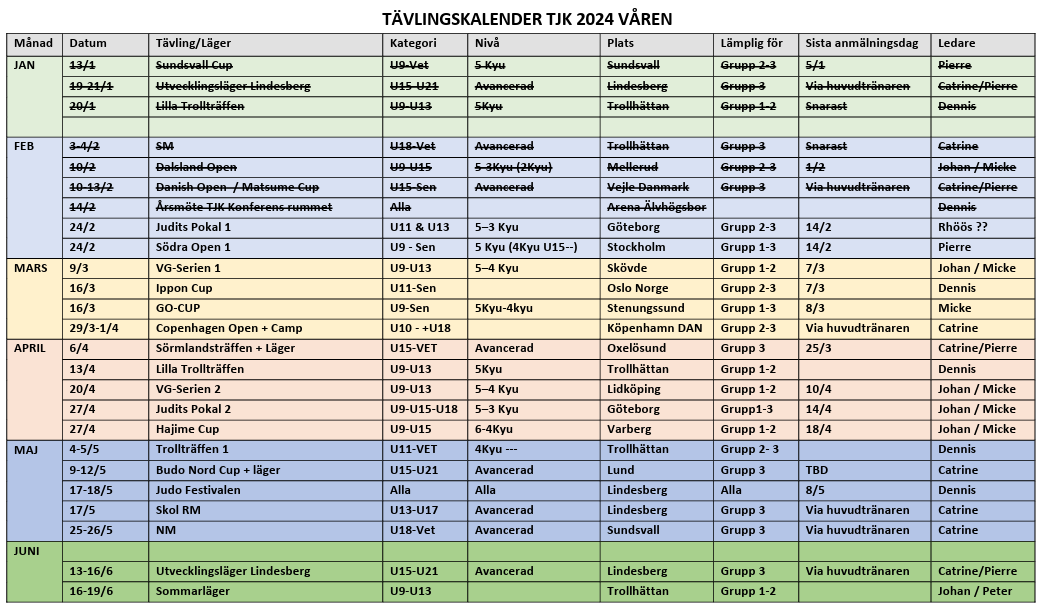 TÄVLINGSKALENDER TJK 2024 VÅREN
Månad Datum Tävling/Läger Kategori Nivå Plats Lämplig för Sista anmälningsdag Ledare
JAN 13/1 Sundsvall Cup U9-Vet 5 Kyu Sundsvall Grupp 2-3 5/1 Pierre
19-21/1 Utvecklingsläger Lindesberg U15-U21 Avancerad Lindesberg Grupp 3 Via huvudtränaren Catrine/Pierre
20/1 Lilla Trollträffen U9-U13 5Kyu Trollhättan Grupp 1-2 Snarast Dennis
FEB 3-4/2 SM U18-Vet Avancerad Trollhättan Grupp 3 Snarast Catrine
10/2 Dalsland Open U9-U15 5-3Kyu (2Kyu) Mellerud Grupp 2-3 1/2 Johan / Micke
10-13/2 Danish Open / Matsume Cup U15-Sen Avancerad Vejle Danmark Grupp 3 Via huvudtränaren Catrine/Pierre
14/2 Årsmöte TJK Konferens rummet Alla Arena Älvhögsbor Dennis
24/2 Judits Pokal 1 U11 & U13 5–3 Kyu Göteborg Grupp 2-3 14/2 Rhöös ??
24/2 Södra Open 1 U9 - Sen 5 Kyu (4Kyu U15--) Stockholm Grupp 1-3 14/2 Pierre
MARS 9/3 VG-Serien 1 U9-U13 5–4 Kyu Skövde Grupp 1-2 7/3 Johan / Micke
16/3 Ippon Cup U11-Sen Oslo Norge Grupp 2-3 7/3 Dennis
16/3 GO-CUP U9-Sen 5Kyu-4kyu Stenungssund Grupp 1-3 8/3 Micke
29/3-1/4 Copenhagen Open + Camp U10 - +U18 Köpenhamn DAN Grupp 2-3 Via huvudtränaren Catrine
APRIL 6/4 Sörmlandsträffen + Läger U15-VET Avancerad Oxelösund Grupp 3 25/3 Catrine/Pierre
13/4 Lilla Trollträffen U9-U13 5Kyu Trollhättan Grupp 1-2 Dennis
20/4 VG-Serien 2 U9-U13 5–4 Kyu Lidköping Grupp 1-2 10/4 Johan / Micke
27/4 Judits Pokal 2 U9-U15-U18 5–3 Kyu Göteborg Grupp1-3 14/4 Johan / Micke
27/4 Hajime Cup U9-U15 6-4Kyu Varberg Grupp 1-2 18/4 Johan / Micke
MAJ 4-5/5 Trollträffen 1 U11-VET 4Kyu --- Trollhättan Grupp 2- 3 Dennis
9-12/5 Budo Nord Cup + läger U15-U21 Avancerad Lund Grupp 3 TBD Catrine
17-18/5 Judo Festivalen Alla Alla Lindesberg Alla 8/5 Dennis
17/5 Skol RM U13-U17 Avancerad Lindesberg Grupp 3 Via huvudtränaren Catrine
25-26/5 NM U18-Vet Avancerad Sundsvall Grupp 3 Via huvudtränaren Catrine
JUNI
13-16/6 Utvecklingsläger Lindesberg U15-U21 Avancerad Lindesberg Grupp 3 Via huvudtränaren Catrine/Pierre
16-19/6 Sommarläger U9-U13 Trollhättan Grupp 1-2 Johan / Peter